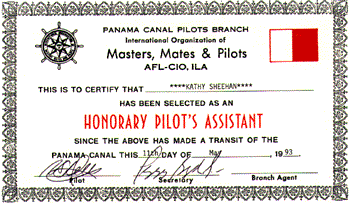 PANAMA CANAL PILOTS BRANCH
International Organization of
Masters, Mates & Pilots
AFL-CIO, ILA
THIS IS TO CERTIFY THAT ****KATHY SHEEHAN****
HAS BEEN SELECTED AS AN
HONORARY PILOT'S ASSISTANT
SINCE THE ABOVE HAS MADE A TRANSIT OF THE
PANAMA CANAL THIS 11th DAY OF May, 1993.
Pilot Secretary Branch Agent